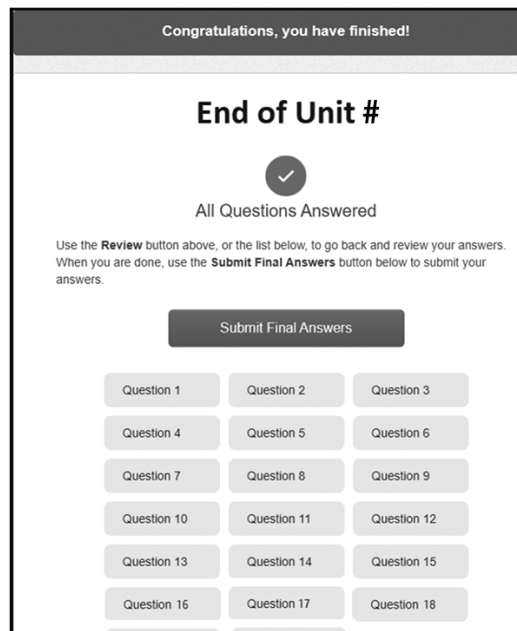 Congratulations, you have finished!
End of Unit #
All Questions Answered
Use the Review button above, or the list below, to go back and review your answers.
When you are done, use the Submit Final Answers button below to submit your
answers.
Submit Final Answers
Question 1 Question 2 Question 3
Question 4 Question 5 Question 6
Question 7 Question 8 Question 9
Question 10 Question 11 Question 12
Question 13 Question 14 Question 15
Question 16 Question 17 Question 18